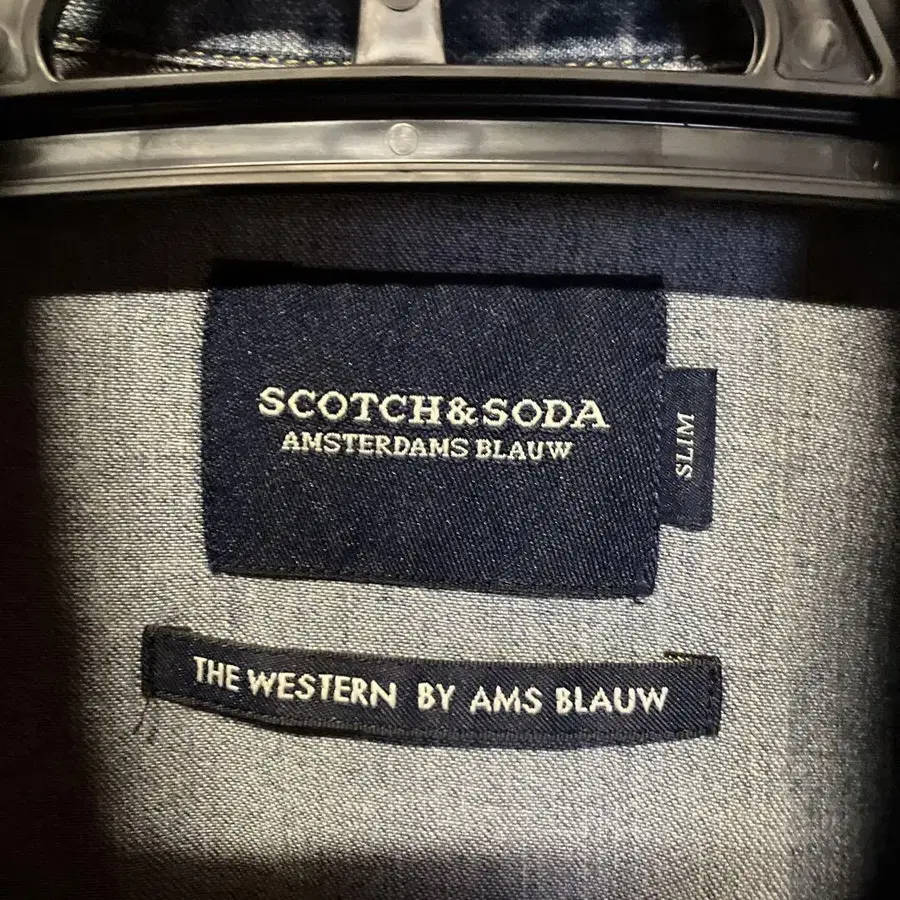 SCOTCH&SODA
AMSTERDAMS BLAUW
SLIM
THE WESTERN BY AMS BLAUW